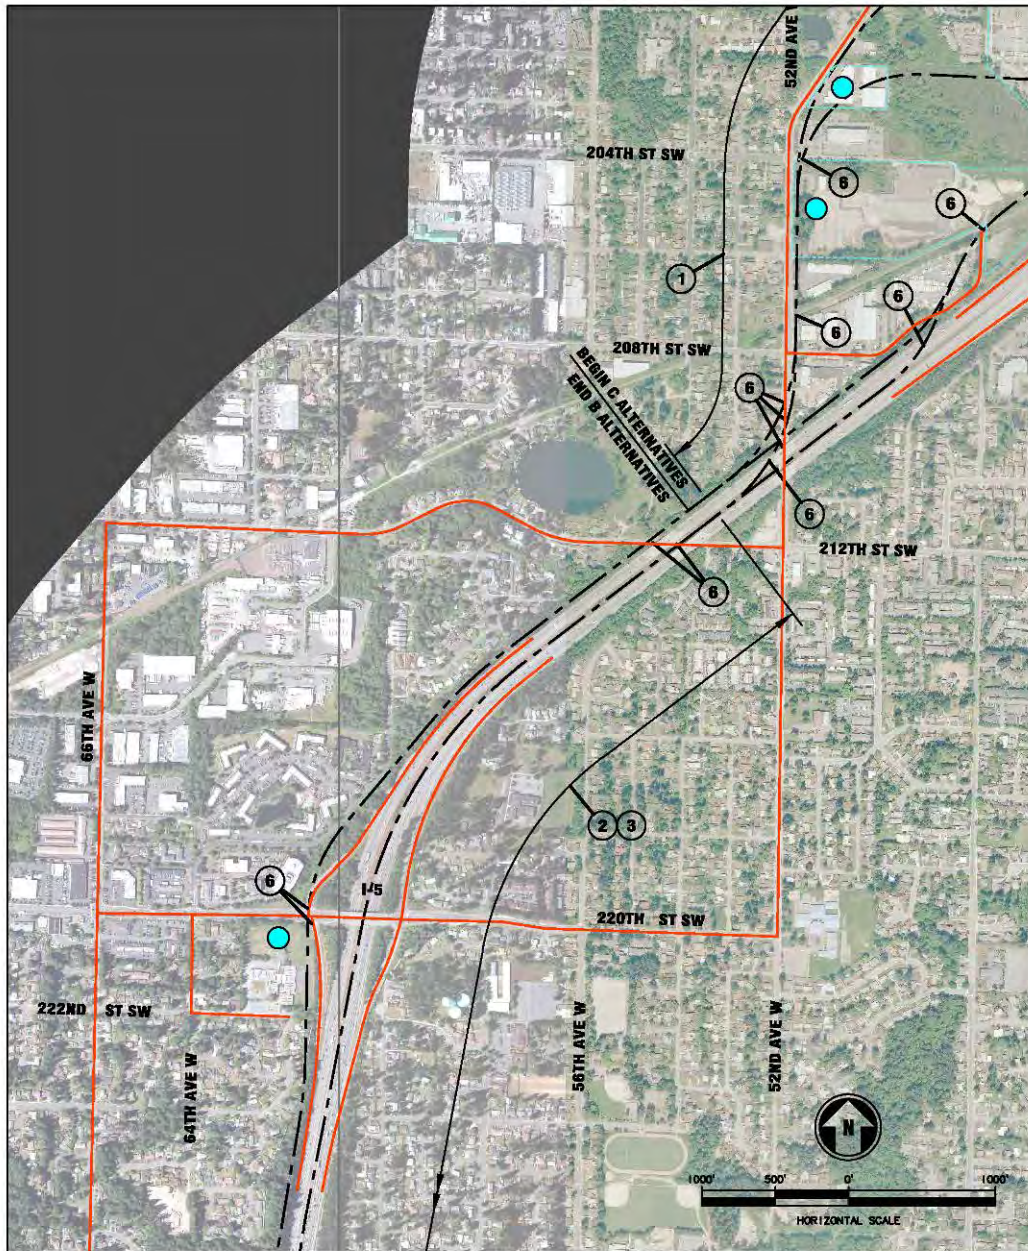 52ND AVE
204TH ST SW
6
6
1
6
6
208TH ST SW
6
BEGIN C ALTERNATIVES
END B ALTERNATIVES
6
212TH ST SW
6
66TH AVE W
2 3
I-5
6
220TH ST SW
222ND ST SW
56TH AVE W
52ND AVE W
64TH AVE W
N
1000' 500' 0' 1000'
HORIZONTAL SCALE